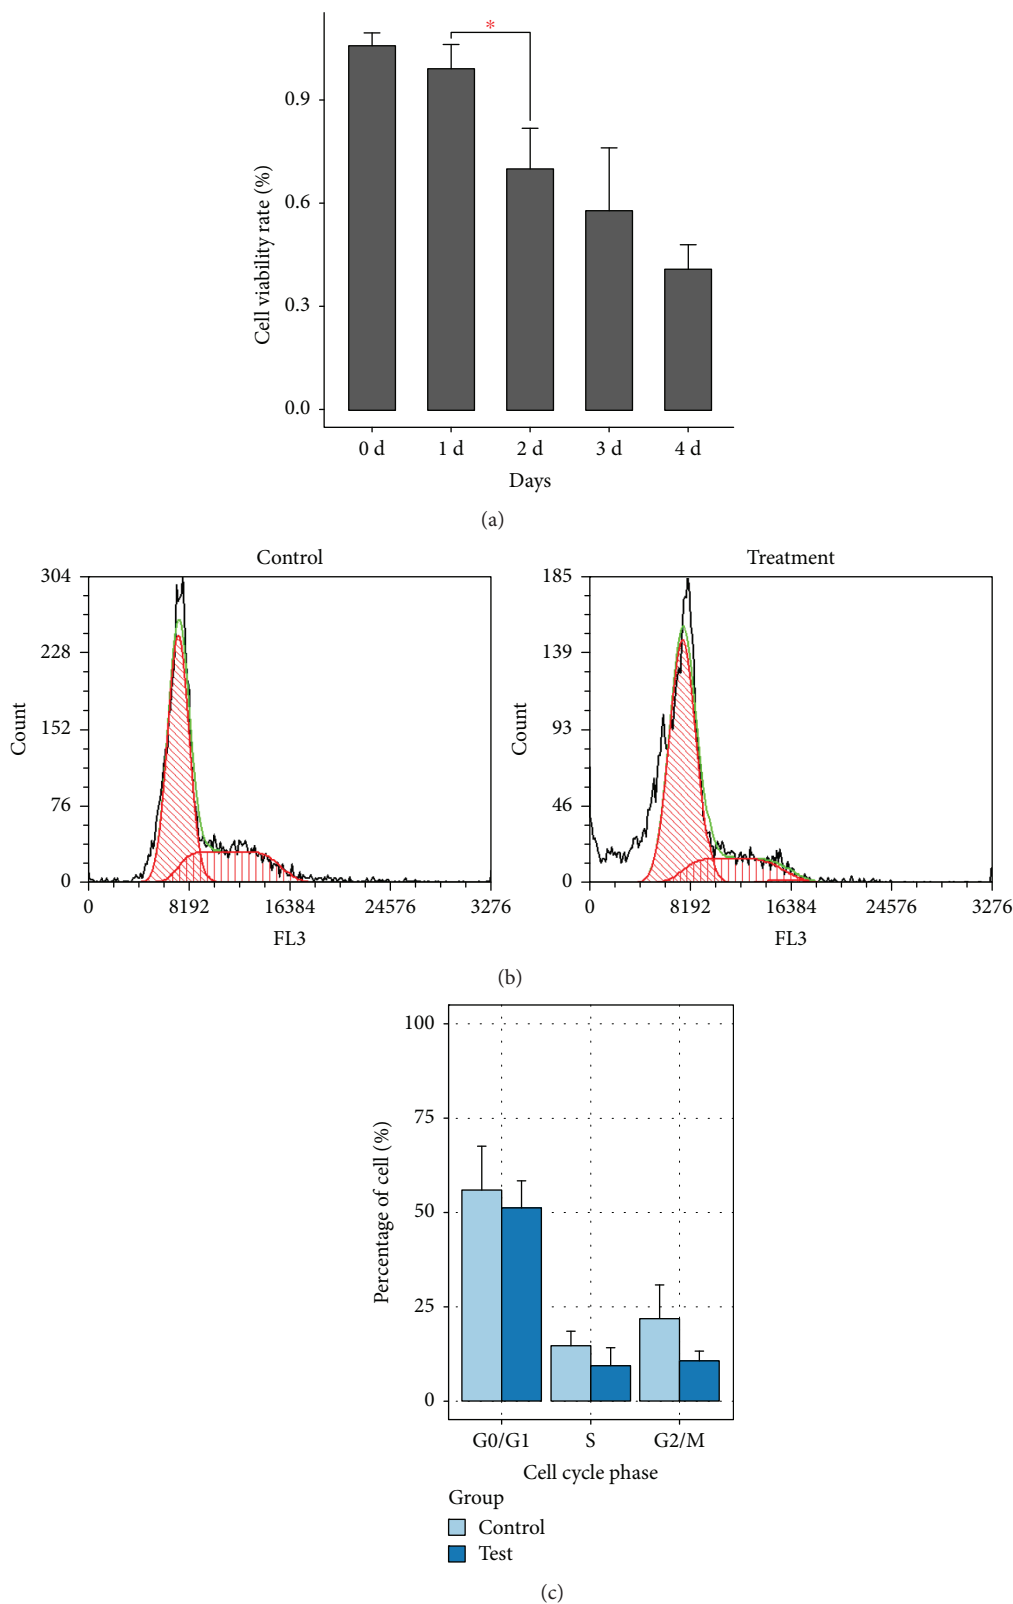 *
0.9
0.6
0.3
0.0
Cell viability rate (%)
0 d 1 d 2 d 3 d 4 d
Days
(a)
Control
304
228
152
76
0
Count
0 8192 16384 24576 3276
FL3
Treatment
185
139
93
46
0
Count
0 8192 16384 24576 3276
FL3
(b)
100
75
50
25
0
Percentage of cell (%)
G0/G1 S G2/M
Cell cycle phase
Group
Control
Test
(c)